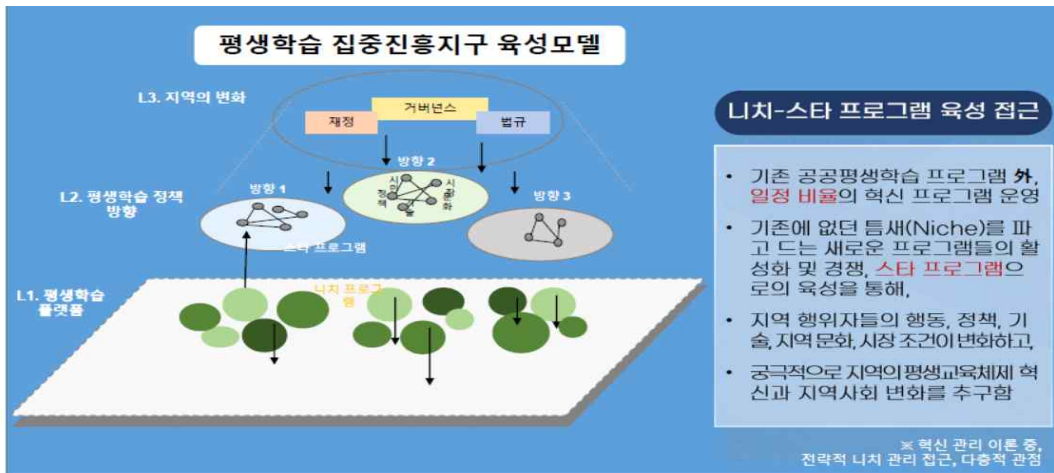 평생학습 집중진흥지구 육성모델
L3. 지역의 변화
거버넌스
재정
법규
방향 2
L2. 평생학습 정책
방향
방향 1
방향 3
정책
문화
스타 프로그램
L1. 평생학습
플랫폼
니치 프로그
램
니치-스타 프로그램 육성 접근
• 기존 공공평생학습 프로그램 外,
일정 비율의 혁신 프로그램 운영
• 기존에 없던 틈새(Niche)를 파
고 드는 새로운 프로그램들의 활
성화 및 경쟁, 스타 프로그램으
로의 육성을 통해,
• 지역 행위자들의 행동, 정책, 기
술, 지역 문화, 시장 조건이 변화하고,
• 궁극적으로 지역의 평생교육체제 혁
신과 지역사회 변화를 추구함
※ 혁신 관리 이론 중,
전략적 니치 관리 접근, 다층적 관점